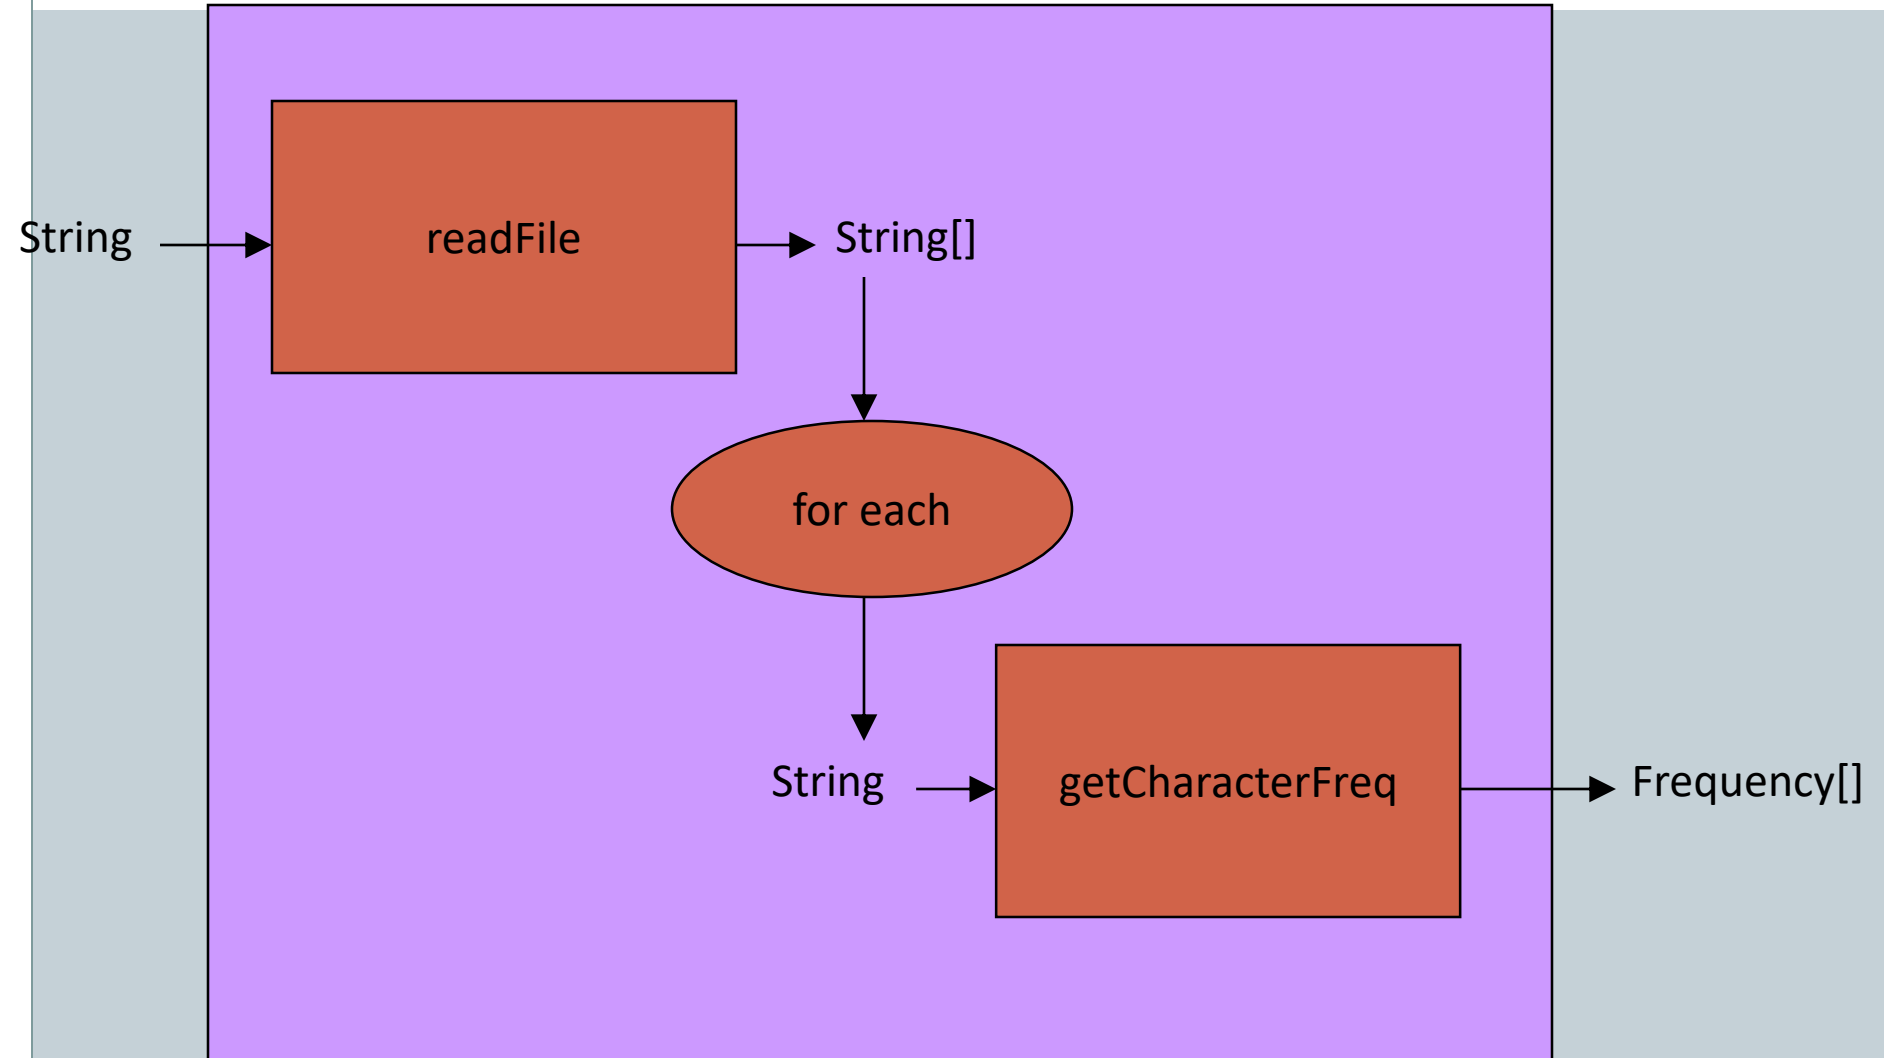 String
readFile
String[]
for each
String
getCharacterFreq
Frequency[]